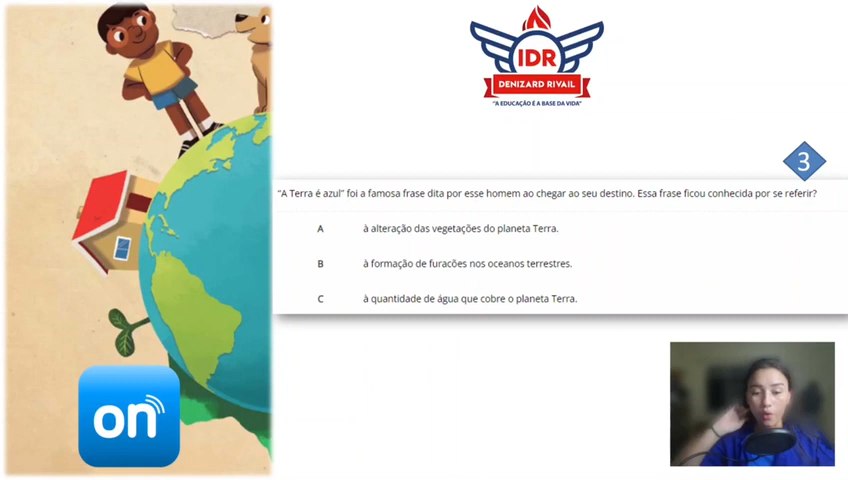 IDR
DENIZARD RIVAIL
"A EDUCAÇÃO É A BASE DA VIDA"
3
“A Terra é azul” foi a famosa frase dita por esse homem ao chegar ao seu destino. Essa frase ficou conhecida por se referir?
A à alteração das vegetações do planeta Terra.
B à formação de furacões nos oceanos terrestres.
C à quantidade de água que cobre o planeta Terra.
on